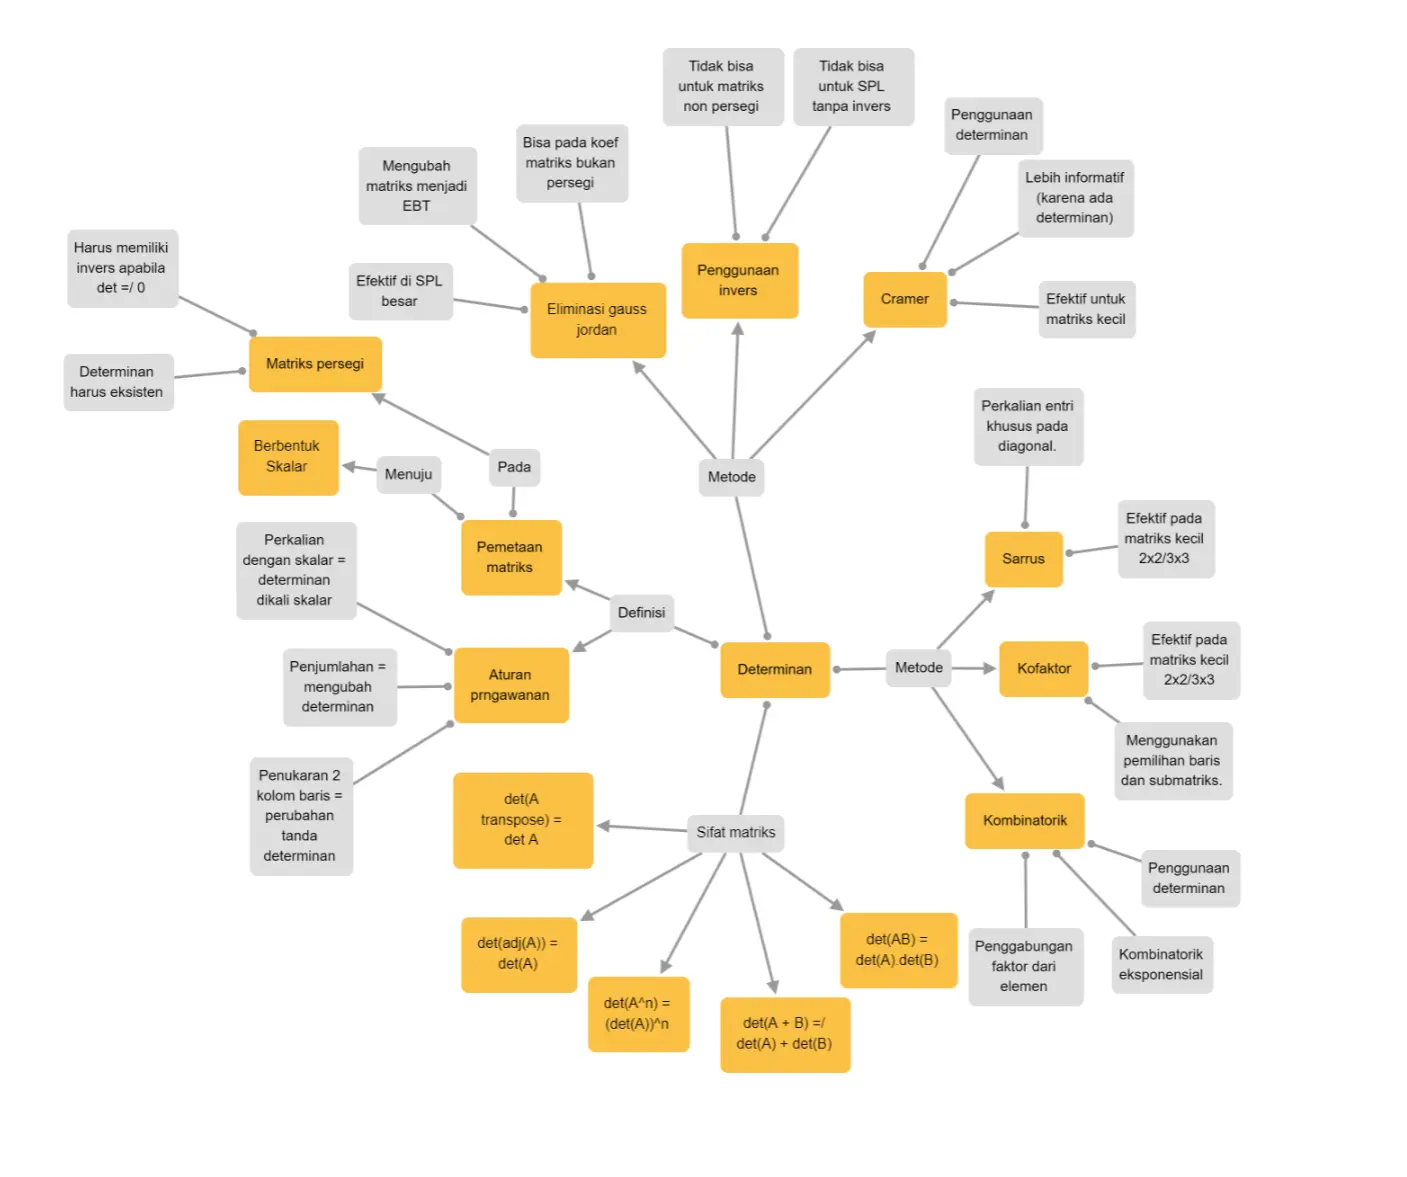 Tidak bisa
untuk matriks
non persegi
Tidak bisa
untuk SPL
tanpa invers
Penggunaan
determinan
Bisa pada koef
matriks bukan
persegi
Mengubah
matriks menjadi
EBT
Lebih informatif
(karena ada
determinan)
Harus memiliki
invers apabila
det =/ 0
Efektif di SPL
besar
Eliminasi gauss
jordan
Penggunaan
invers
Cramer
Efektif untuk
matriks kecil
Matriks persegi
Determinan
harus eksisten
Perkalian entri
khusus pada
diagonal.
Berbentuk
Skalar
Menuju
Pada
Metode
Perkalian
dengan skalar =
determinan
dikali skalar
Pemetaan
matriks
Sarrus
Efektif pada
matriks kecil
2x2/3x3
Definisi
Penjumlahan =
mengubah
determinan
Aturan
prngawanan
Determinan
Metode
Kofaktor
Efektif pada
matriks kecil
2x2/3x3
Menggunakan
pemilihan baris
dan submatriks.
Penukaran 2
kolom baris =
perubahan
tanda
determinan
det(A
transpose) =
det A
Sifat matriks
Kombinatorik
Penggunaan
determinan
det(adj(A)) =
det(A)
det(A^n) =
(det(A))^n
det(A + B) =/
det(A) + det(B)
det(AB) =
det(A).det(B)
Penggabungan
faktor dari
elemen
Kombinatorik
eksponensial